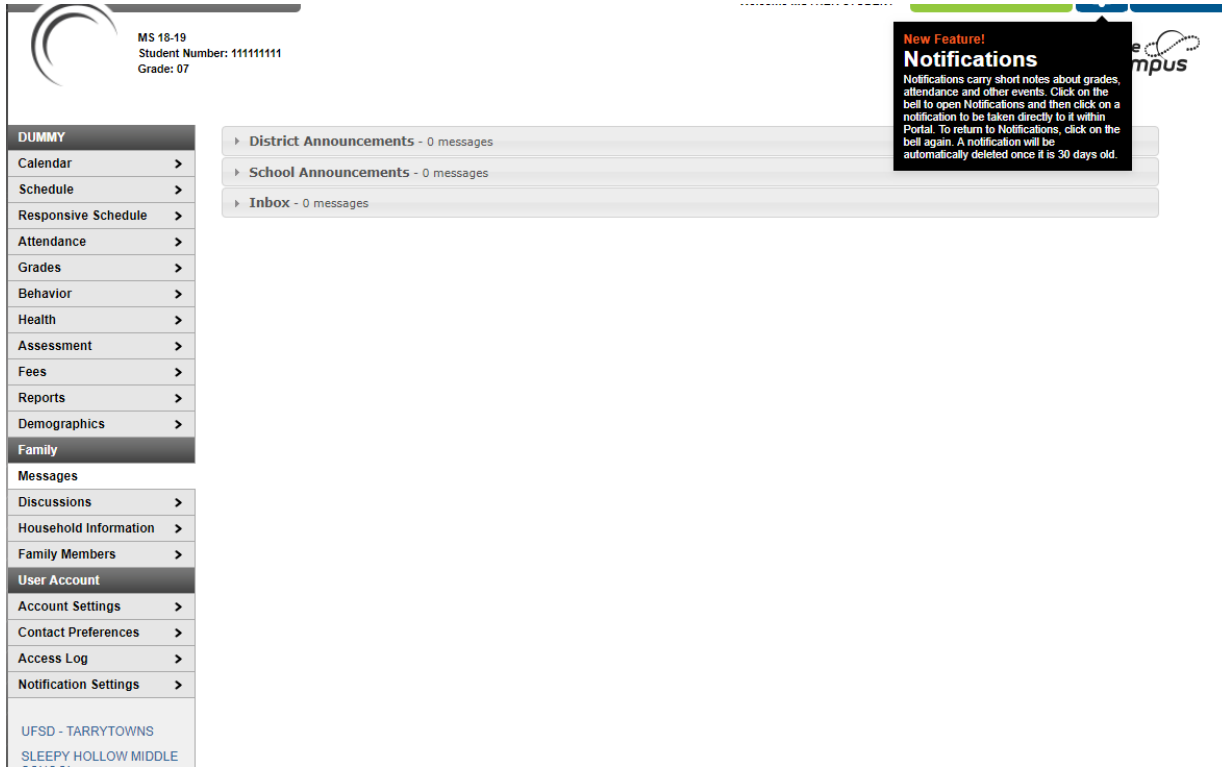 MS 18-19
Student Number: 111111111
Grade: 07
New Feature!
Notifications
Notifications carry short notes about grades,
attendance and other events. Click on the
bell to open Notifications and then click on a
notification to be taken directly to it within
Portal. To return to Notifications, click on the
bell again. A notification will be
automatically deleted once it is 30 days old.
mpus
DUMMY
Calendar
Schedule
Responsive Schedule
Attendance
Grades
Behavior
Health
Assessment
Fees
Reports
Demographics
Family
Messages
Discussions
Household Information
Family Members
User Account
Account Settings
Contact Preferences
Access Log
Notification Settings
UFSD - TARRYTOWNS
SLEEPY HOLLOW MIDDLE
District Announcements - 0 messages
School Announcements - 0 messages
Inbox - 0 messages